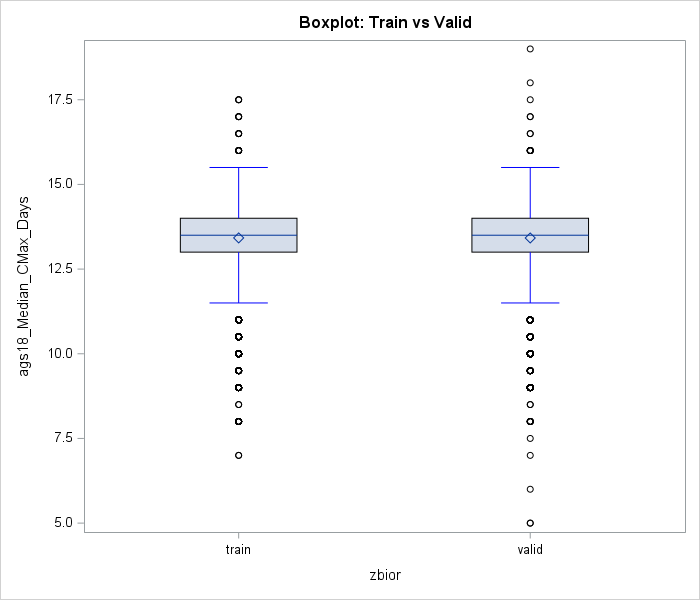 Boxplot: Train vs Valid
ags18_Median_CMax_Days
17.5
15.0
12.5
10.0
7.5
5.0
train
valid
zbior